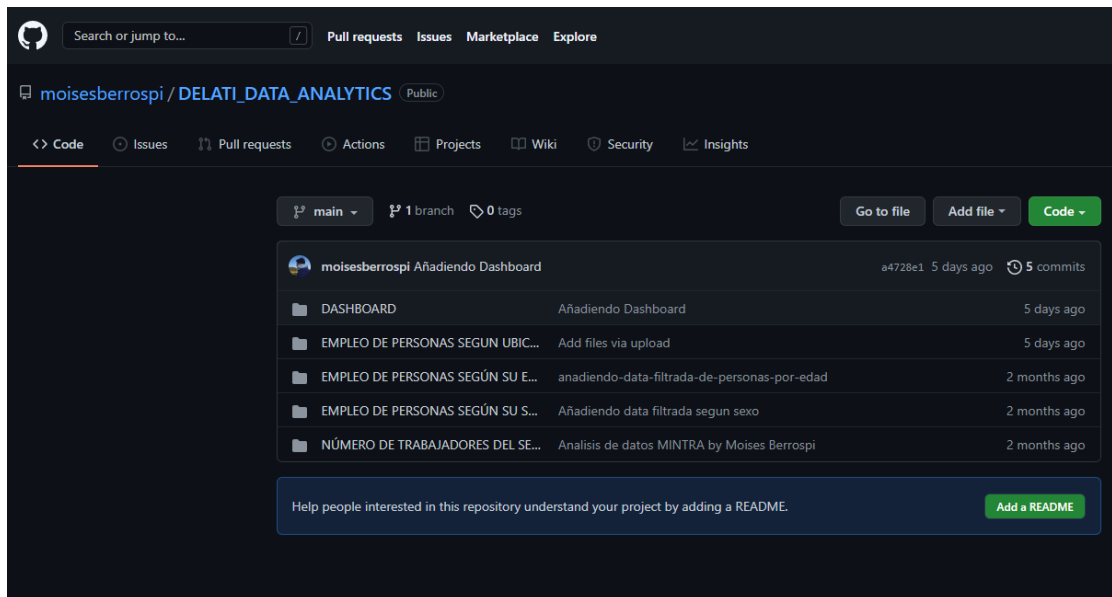 Search or jump to... / Pull requests Issues Marketplace Explore
moisesberrospi / DELATI_DATA_ANALYTICS Public
<> Code Issues Pull requests Actions Projects Wiki Security Insights
main 1 branch 0 tags Go to file Add file Code
moisesberrospi Añadiendo Dashboard a4728e1 5 days ago 5 commits
DASHBOARD Añadiendo Dashboard 5 days ago
EMPLEO DE PERSONAS SEGUN UBIC... Add files via upload 5 days ago
EMPLEO DE PERSONAS SEGÚN SU E... anadiendo-data-filtrada-de-personas-por-edad 2 months ago
EMPLEO DE PERSONAS SEGÚN SU S... Añadiendo data filtrada segun sexo 2 months ago
NÚMERO DE TRABAJADORES DEL SE... Analisis de datos MINTRA by Moises Berrospi 2 months ago
Help people interested in this repository understand your project by adding a README. Add a README